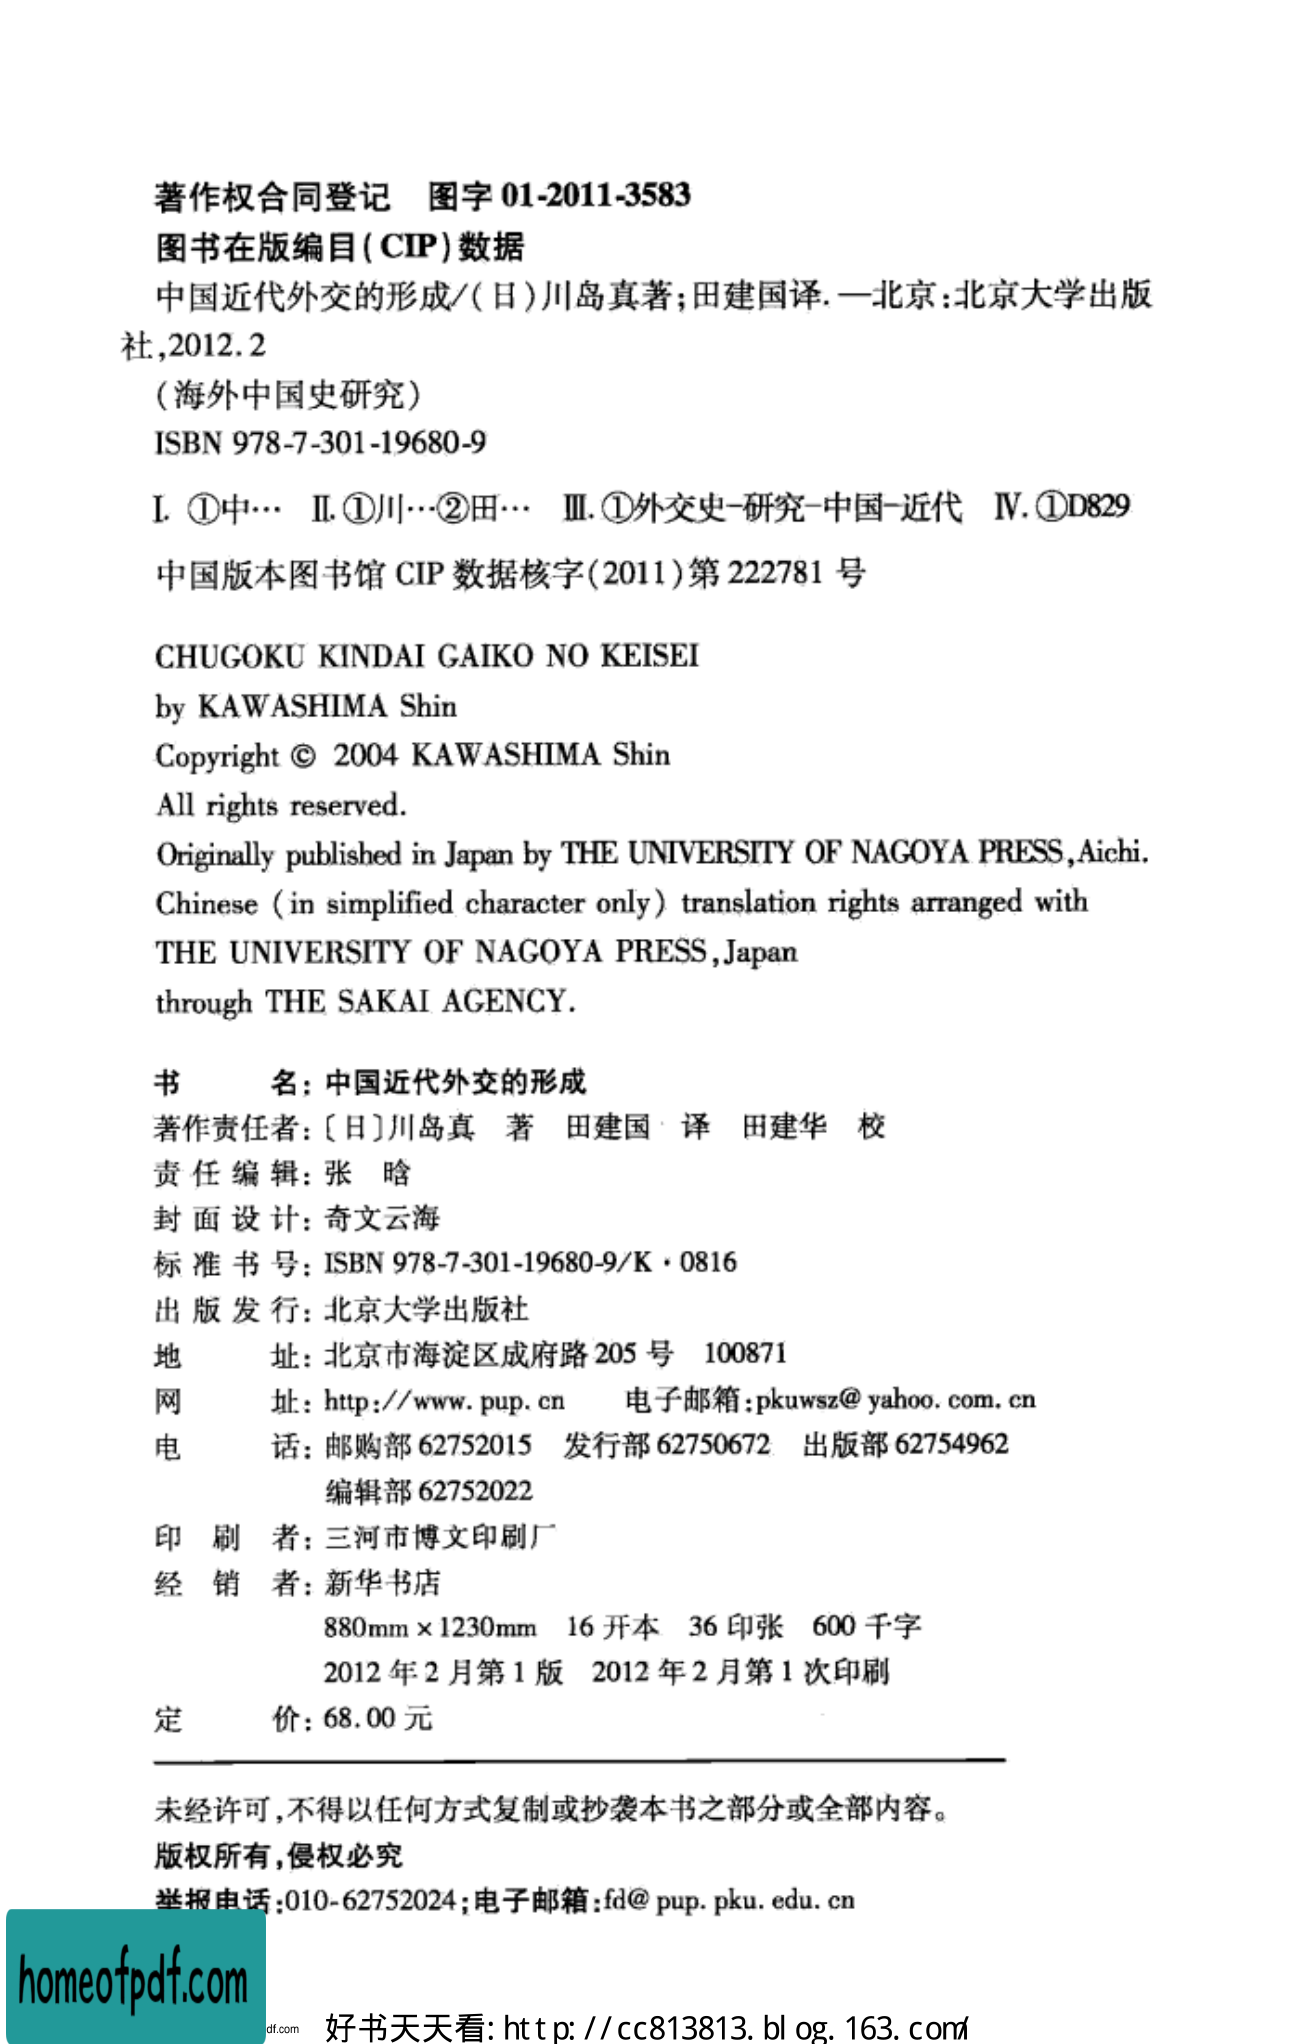 著作权合同登记 图字 01-2011-3583
图书在版编目(CIP)数据
中国近代外交的形成/(日)川岛真著;田建国译.—北京:北京大学出版
社,2012.2
(海外中国史研究)
ISBN 978-7-301-19680-9
Ⅰ. ①中… Ⅱ.①川…②田… Ⅲ.①外交史-研究-中国-近代 Ⅳ.①D829
中国版本图书馆 CIP 数据核字(2011)第 222781 号
CHUGOKU KINDAI GAIKO NO KEISEI
by KAWASHIMA Shin
Copyright © 2004 KAWASHIMA Shin
All rights reserved.
Originally published in Japan by THE UNIVERSITY OF NAGOYA PRESS,Aichi.
Chinese (in simplified character only) translation rights arranged with
THE UNIVERSITY OF NAGOYA PRESS,Japan
through THE SAKAI AGENCY.
书 名: 中国近代外交的形成
著作责任者: 〔日〕川岛真 著 田建国 译 田建华 校
责任编辑: 张 晗
封面设计: 奇文云海
标准书号: ISBN 978-7-301-19680-9/K·0816
出版发行: 北京大学出版社
地 址: 北京市海淀区成府路 205 号 100871
网 址: http://www.pup.cn 电子邮箱:pkuwsz@yahoo.com.cn
电 话: 邮购部 62752015 发行部 62750672 出版部 62754962
编辑部 62752022
印 刷 者: 三河市博文印刷厂
经 销 者: 新华书店
880mm×1230mm 16 开本 36 印张 600 千字
2012 年 2 月第 1 版 2012 年 2 月第 1 次印刷
定 价: 68.00 元
未经许可,不得以任何方式复制或抄袭本书之部分或全部内容。
版权所有,侵权必究
举报电话:010-62752024;电子邮箱:fd@pup.pku.edu.cn
homeofpdf.com
df.com 好书天天看: http://cc813813.blog.163.com/